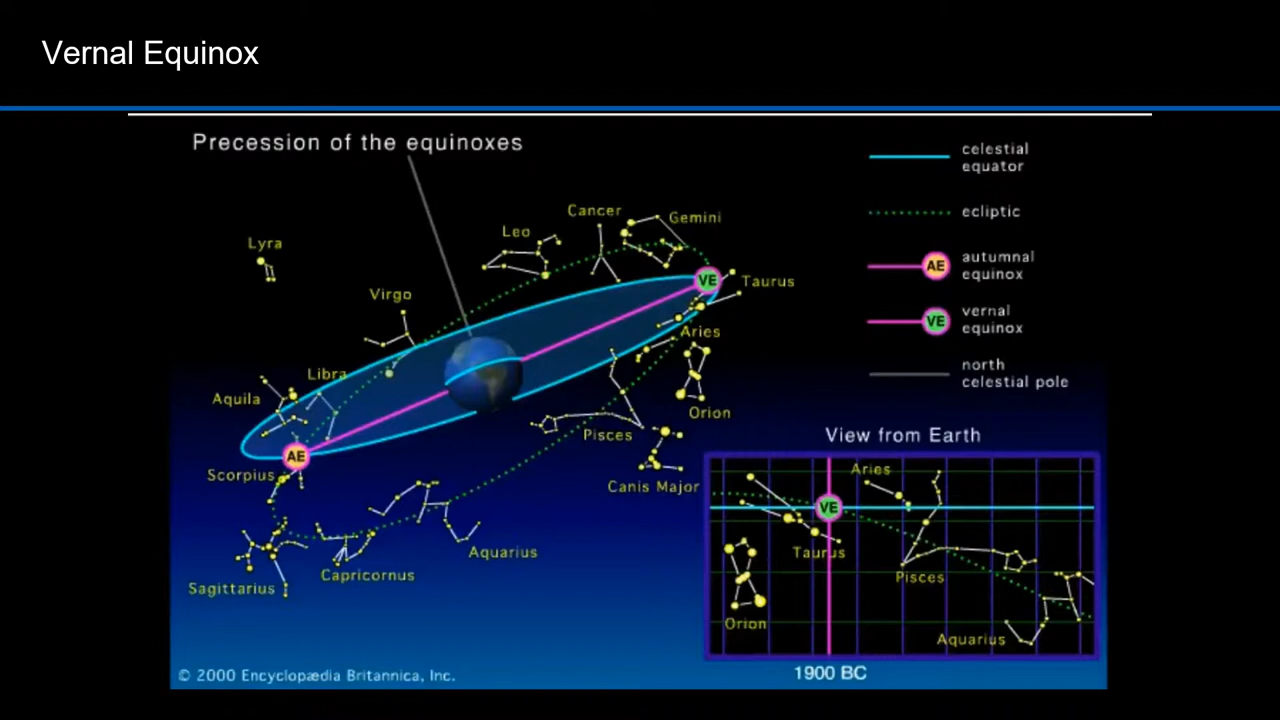 Vernal Equinox
Precession of the equinoxes
celestial
equator
ecliptic
AE
autumnal
equinox
VE
vernal
equinox
north
celestial pole
Lyra
Leo
Cancer
Gemini
VE
Taurus
Virgo
Aries
Libra
Aquila
Orion
Pisces
AE
Scorpius
Canis Major
Aquarius
Capricornus
Sagittarius
View from Earth
Aries
VE
Taurus
Pisces
Orion
Aquarius
1900 BC
© 2000 Encyclopædia Britannica, Inc.